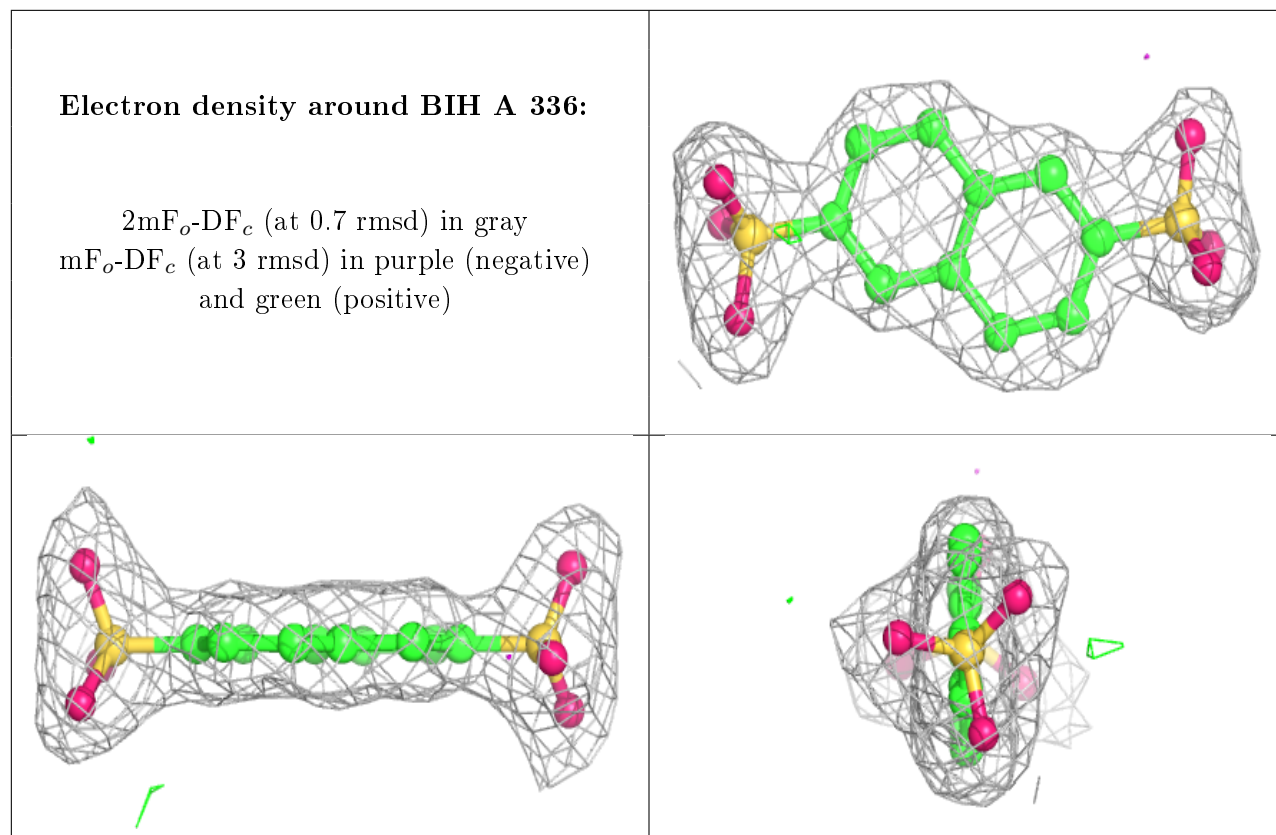 Electron density around BIH A 336:
2mFₒ-DF𝒸 (at 0.7 rmsd) in gray
mFₒ-DF𝒸 (at 3 rmsd) in purple (negative)
and green (positive)